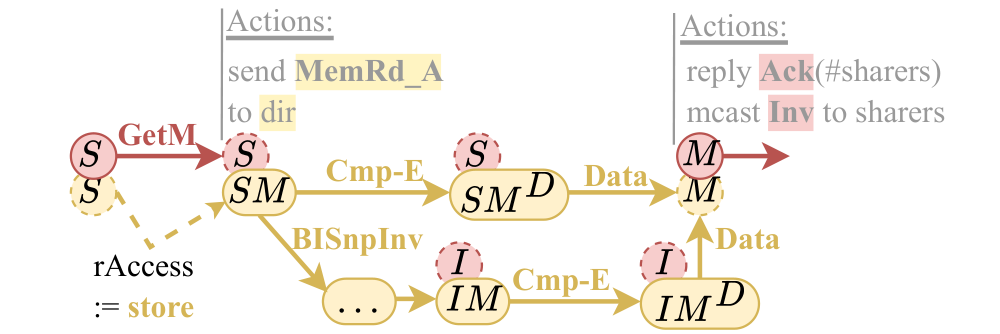 Actions:
send MemRd_A
to dir
Actions:
reply Ack(#sharers)
mcast Inv to sharers
GetM
S
S
S
SM
Cmp-E
S
SM^D
Data
M
M
BISnpInv
rAccess
:= store
...
I
IM
Cmp-E
I
IM^D
Data